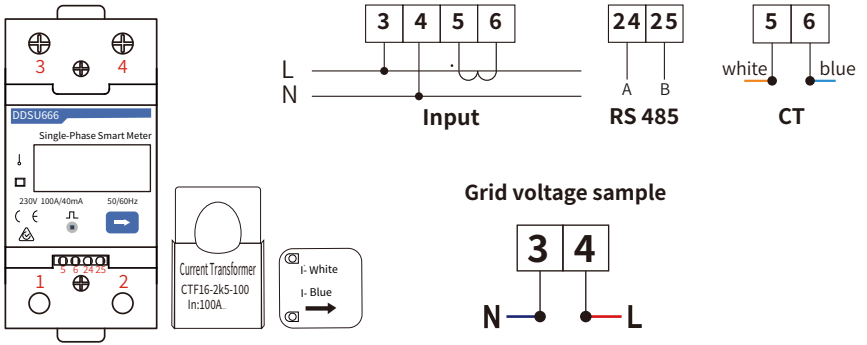 3 4
DDSU666
Single-Phase Smart Meter
230V 100A/40mA 50/60Hz
5 6 24 25
1 2
Current Transformer
CTF16-2k5-100
In:100A
I- White
I- Blue
3 4 5 6
L
N
Input
24 25
A B
RS 485
5 6
white blue
CT
Grid voltage sample
3 4
N L